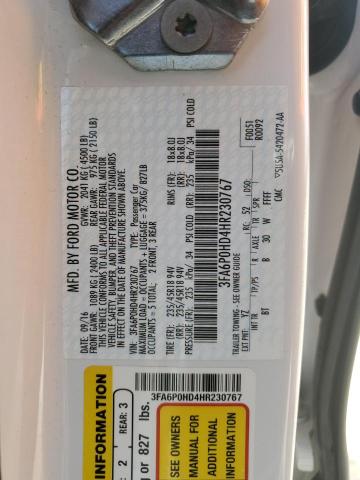 MFD. BY FORD MOTOR CO.
09/16 GVWR: 2041 KG ( 4500 LB)
FRONT GAWR: 1089 KG ( 2400 LB) REAR GAWR: 975 KG ( 2150 LB)
THIS VEHICLE CONFORMS TO ALL APPLICABLE FEDERAL MOTOR
VEHICLE SAFETY, BUMPER, AND THEFT PREVENTION STANDARDS
IN EFFECT ON THE DATE OF MANUFACTURE SHOWN ABOVE.
VIN: 3FA6P0HD4HR230767 TYPE: Passenger Car
MAXIMUM LOAD = OCCUPANTS + LUGGAGE = 375KG/ 827LB
OCCUPANTS = 5 TOTAL: 2 FRONT, 3 REAR
TIRE (FR): 235/45R18 94V RIMS (FR): 18x8.0J
TIRE (RR): 235/45R18 94V (RR): 18x8.0J
PRESSURE (FR): 235 kPa/ 34 PSI COLD (RR): 235 kPa/ 34 PSI COLD
3FA6P0HD4HR230767
TRAILER TOWING - SEE OWNER GUIDE
F0051
R0092
EXT PNT: YZ RC: 52 DSO:
TP/PS R AXLE TR SPR
BT B 30 W FFFF
CMC
5U5A-5420472-AA
3FA6P0HD4HR230767
INFORMATION
2 REAR: 3
or 827 lbs.
SEE OWNERS
MANUAL FOR
ADDITIONAL
INFORMATION